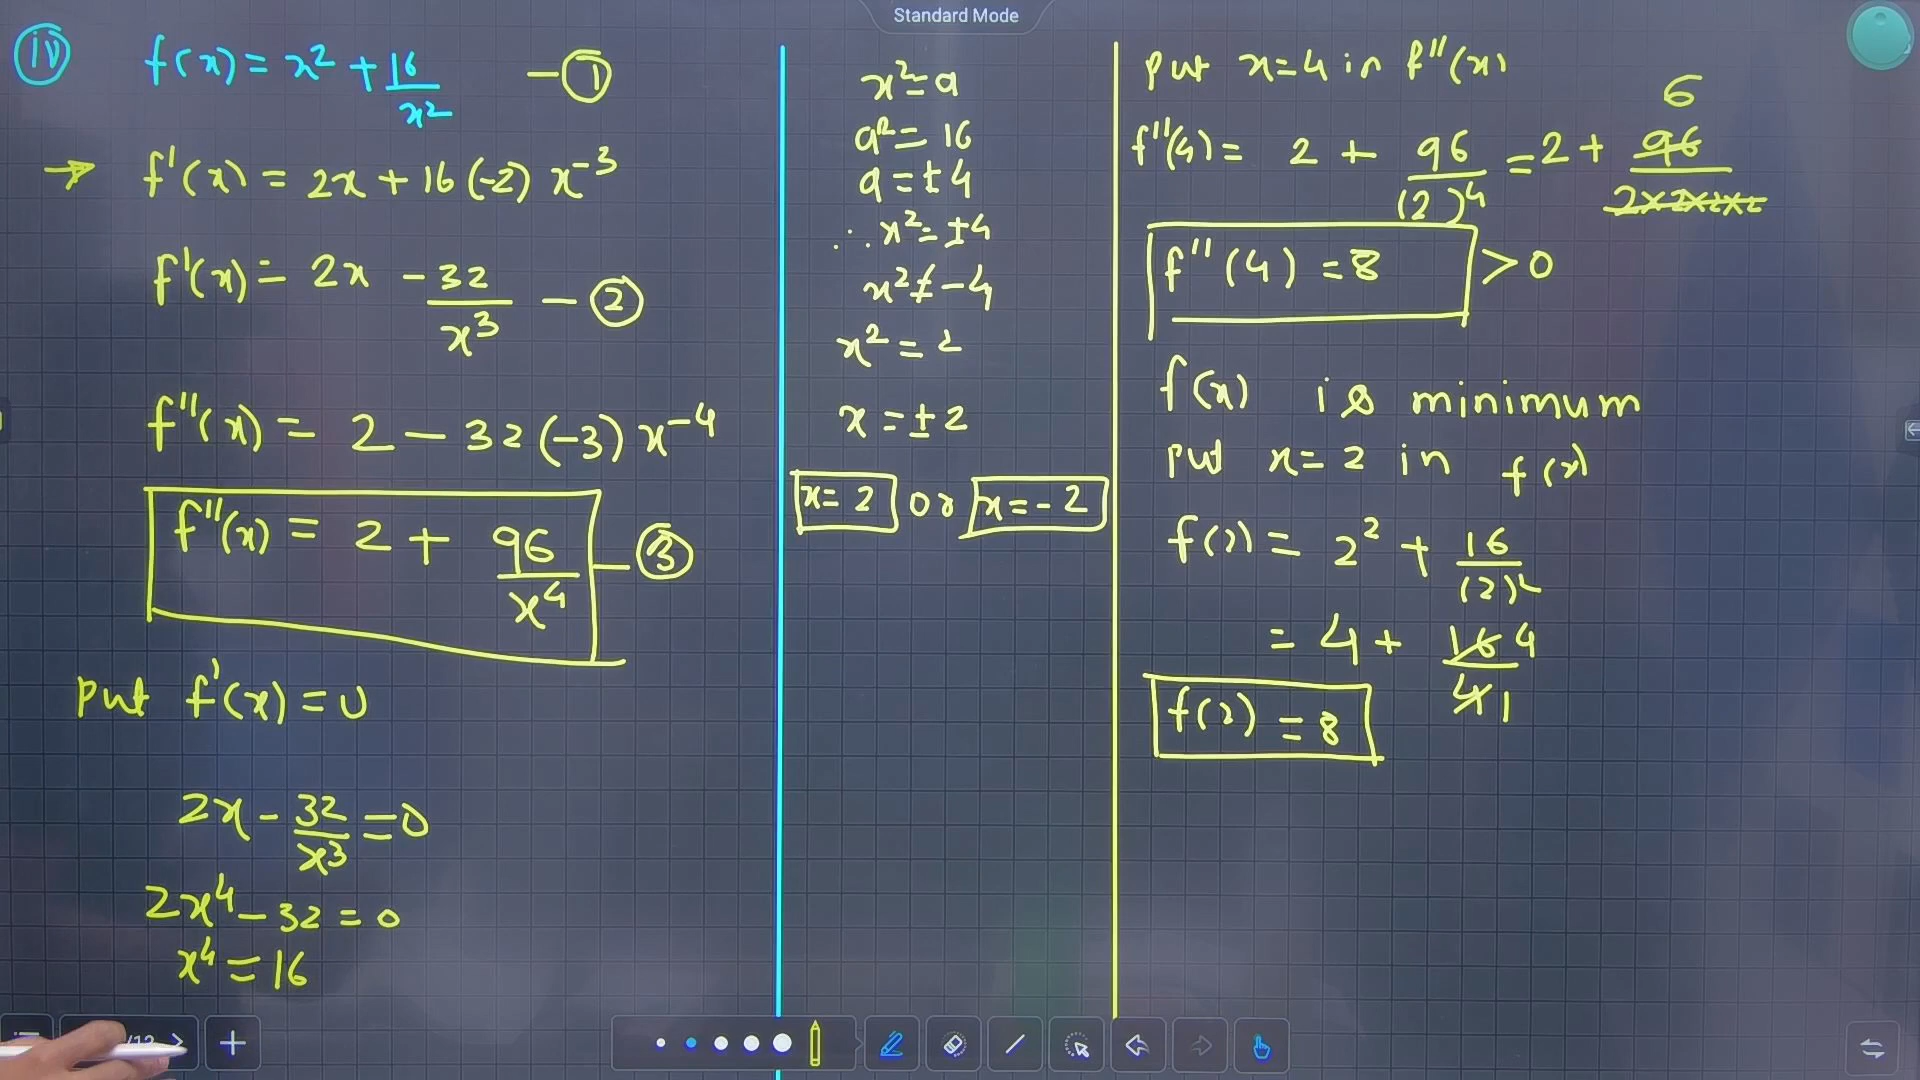 Standard Mode
(iv) f(x) = x² + 16/x² — ①
→ f'(x) = 2x + 16 (-2) x⁻³
f'(x) = 2x - 32/x³ — ②
f''(x) = 2 - 32 (-3) x⁻⁴
f''(x) = 2 + 96/x⁴ — ③
Put f'(x) = 0
2x - 32/x³ = 0
2x⁴ - 32 = 0
x⁴ = 16
x² = a
a² = 16
a = ± 4
∴ x² = ±4
x² ≠ -4
x² = 2
x = ± 2
x = 2 or x = - 2
Put x = 4 in f''(x)
6
f''(4) = 2 + 96/(2)⁴ = 2 + 96/2×2×2×2
f''(4) = 8 > 0
f(x) is minimum
Put x = 2 in f(x)
f(2) = 2² + 16/(2)²
= 4 + 16 4/4 1
f(2) = 8
/12 >
+